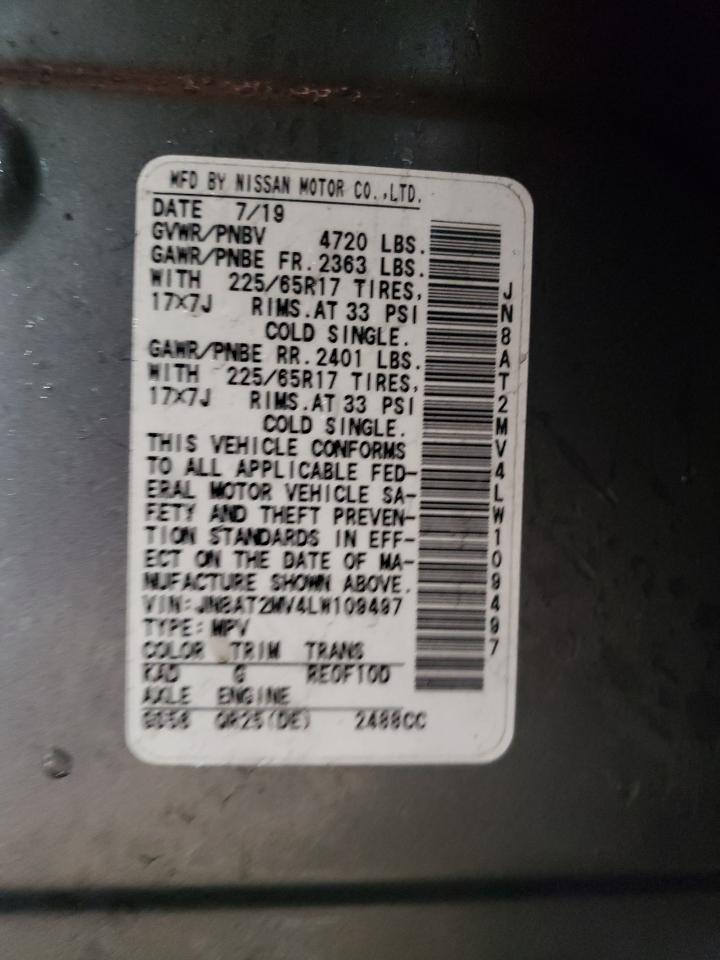 MFD BY NISSAN MOTOR CO.,LTD.
DATE 7/19
GVWR/PNBV 4720 LBS.
GAWR/PNBE FR. 2363 LBS.
WITH 225/65R17 TIRES,
17X7J RIMS.AT 33 PSI
COLD SINGLE.
GAWR/PNBE RR. 2401 LBS.
WITH 225/65R17 TIRES,
17X7J RIMS.AT 33 PSI
COLD SINGLE.
THIS VEHICLE CONFORMS
TO ALL APPLICABLE FED-
ERAL MOTOR VEHICLE SA-
FETY AND THEFT PREVEN-
TION STANDARDS IN EFF-
ECT ON THE DATE OF MA-
NUFACTURE SHOWN ABOVE.
VIN:JN8AT2MV4LW109497
TYPE:MPV
COLOR TRIM TRANS
KAD G RE0F10D
AXLE ENGINE
QR25(DE) 2488CC
JN8AT2MV4LW109497